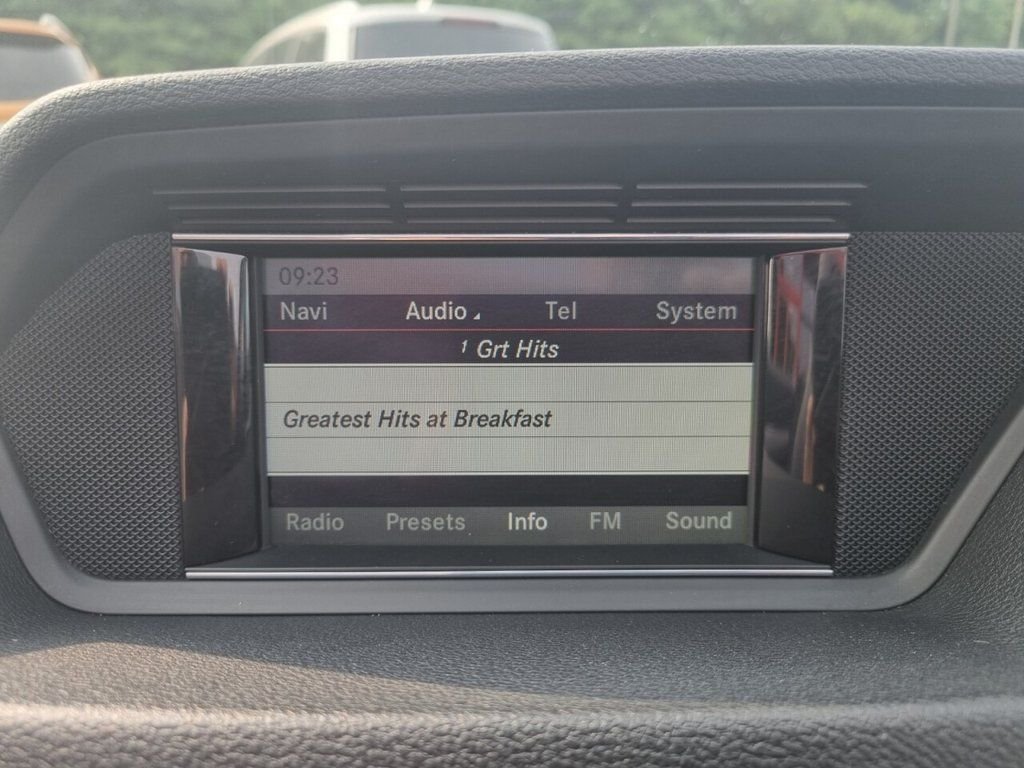 09:23
Navi Audio Tel System
1 Grt Hits
Greatest Hits at Breakfast
Radio Presets Info FM Sound